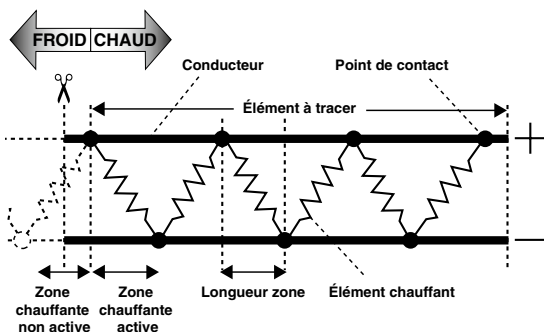 FROID CHAUD
Conducteur
Point de contact
Élément à tracer
+
−
Zone
chauffante
non active
Zone
chauffante
active
Longueur zone
Élément chauffant